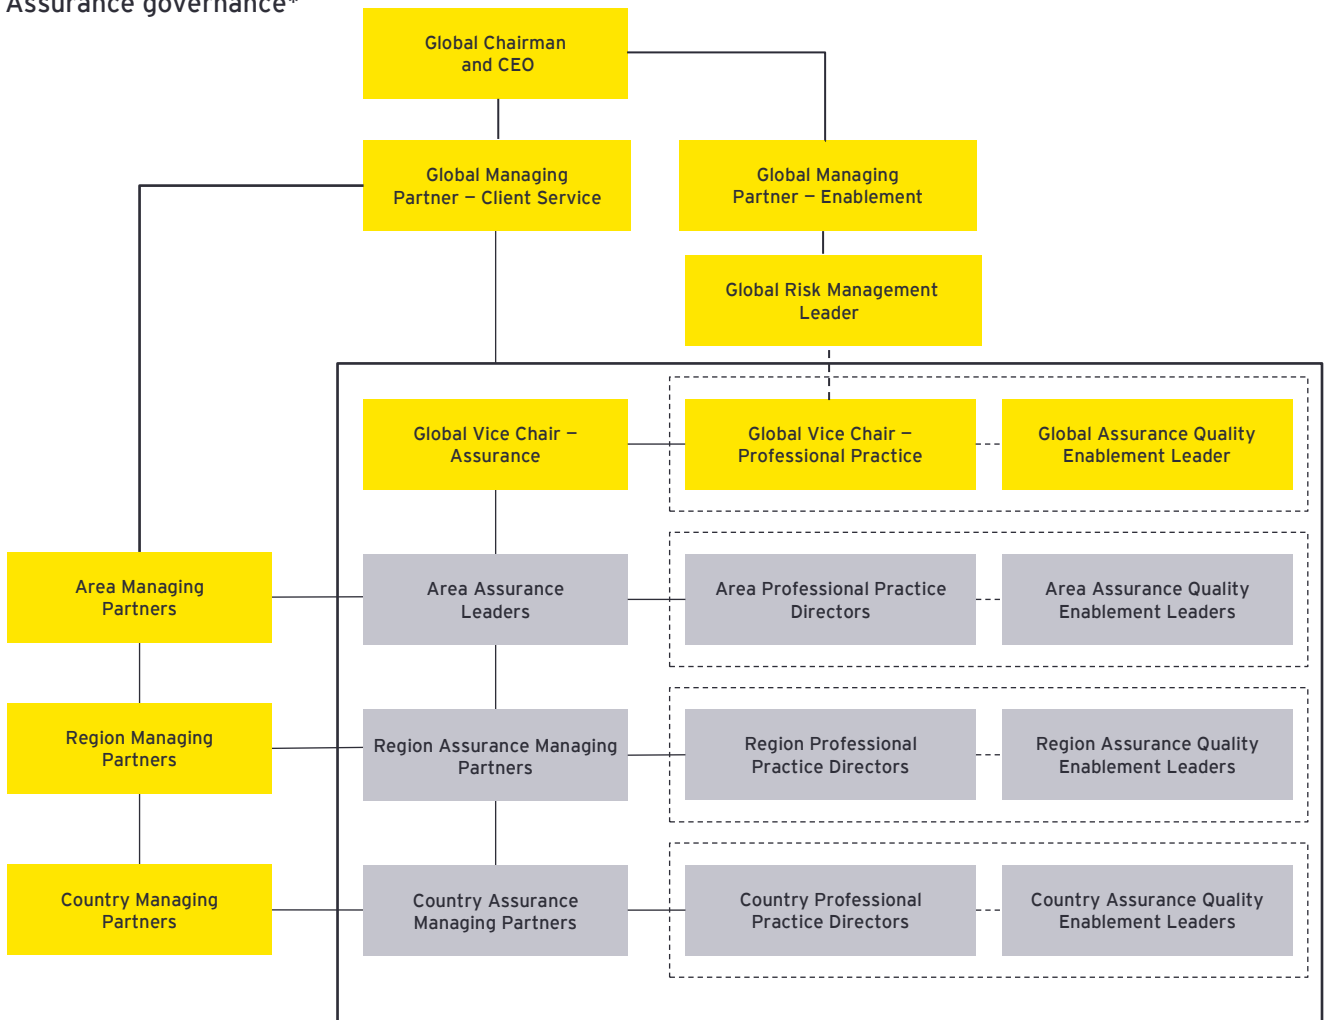 Assurance governance*
Global Chairman
and CEO
Global Managing
Partner – Client Service
Global Managing
Partner – Enablement
Global Risk Management
Leader
Global Vice Chair –
Assurance
Global Vice Chair –
Professional Practice
Global Assurance Quality
Enablement Leader
Area Managing
Partners
Area Assurance
Leaders
Area Professional Practice
Directors
Area Assurance Quality
Enablement Leaders
Region Managing
Partners
Region Assurance Managing
Partners
Region Professional
Practice Directors
Region Assurance Quality
Enablement Leaders
Country Managing
Partners
Country Assurance
Managing Partners
Country Professional
Practice Directors
Country Assurance Quality
Enablement Leaders